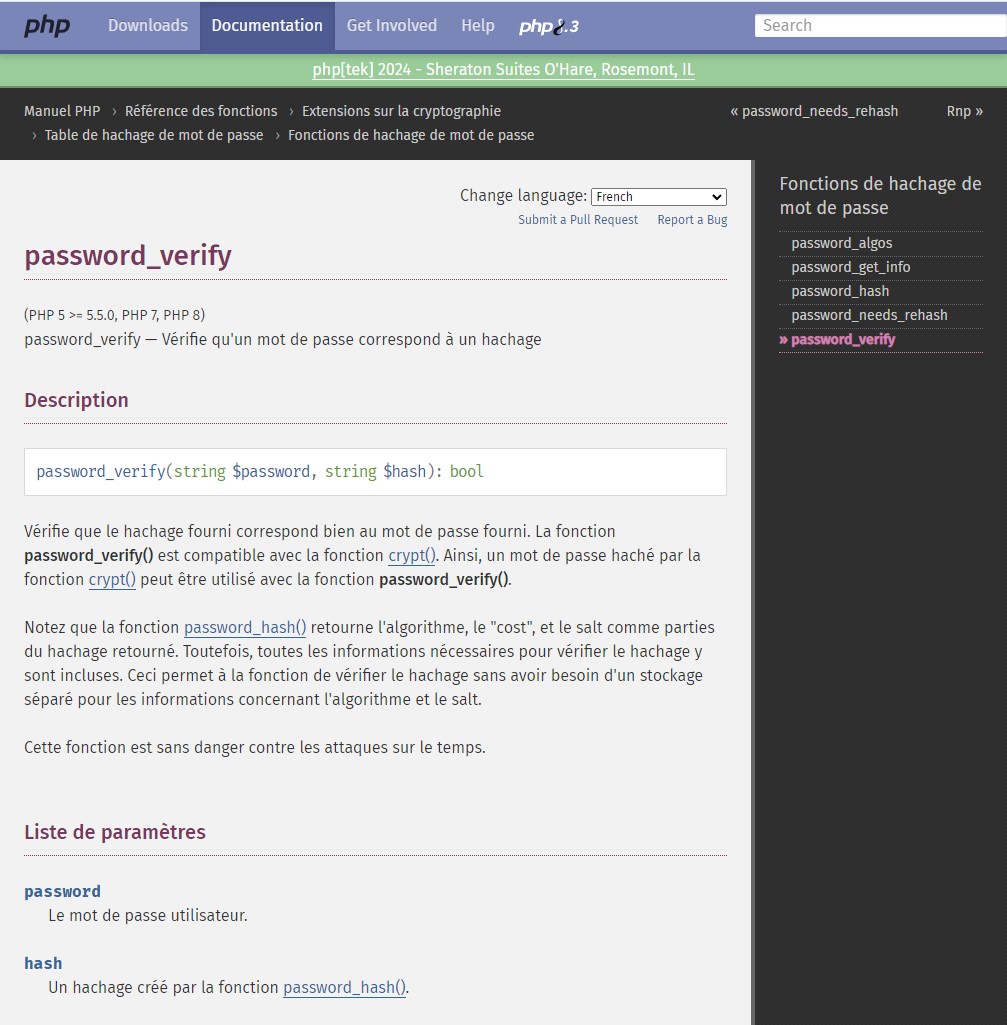 php Downloads Documentation Get Involved Help php8.3 Search
php[tek] 2024 - Sheraton Suites O'Hare, Rosemont, IL
Manuel PHP › Référence des fonctions › Extensions sur la cryptographie « password_needs_rehash Rnp »
› Table de hachage de mot de passe › Fonctions de hachage de mot de passe
Change language: French
Submit a Pull Request Report a Bug
password_verify
(PHP 5 >= 5.5.0, PHP 7, PHP 8)
password_verify — Vérifie qu'un mot de passe correspond à un hachage
Description
password_verify(string $password, string $hash): bool
Vérifie que le hachage fourni correspond bien au mot de passe fourni. La fonction
password_verify() est compatible avec la fonction crypt(). Ainsi, un mot de passe haché par la
fonction crypt() peut être utilisé avec la fonction password_verify().
Notez que la fonction password_hash() retourne l'algorithme, le "cost", et le salt comme parties
du hachage retourné. Toutefois, toutes les informations nécessaires pour vérifier le hachage y
sont incluses. Ceci permet à la fonction de vérifier le hachage sans avoir besoin d'un stockage
séparé pour les informations concernant l'algorithme et le salt.
Cette fonction est sans danger contre les attaques sur le temps.
Liste de paramètres
password
Le mot de passe utilisateur.
hash
Un hachage créé par la fonction password_hash().
Fonctions de hachage de
mot de passe
password_algos
password_get_info
password_hash
password_needs_rehash
» password_verify